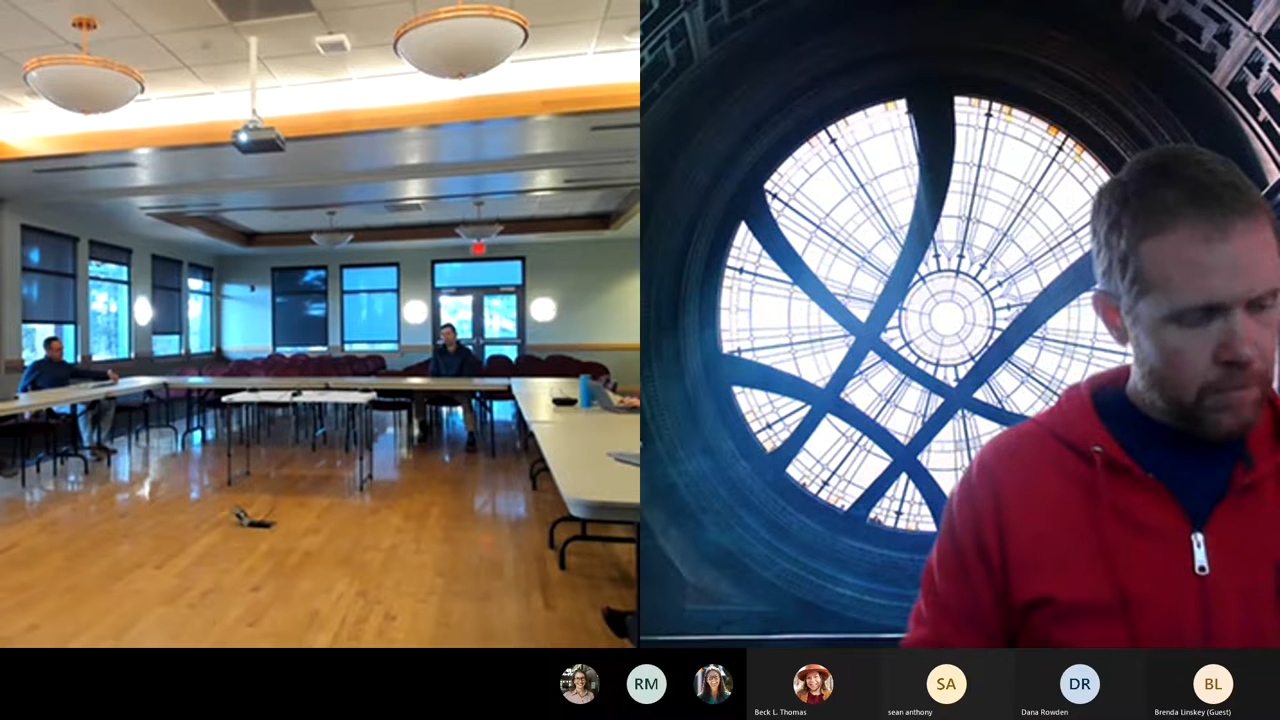 RM
SA
DR
BL
Beck L. Thomas
sean anthony
Dana Rowden
Brenda Linskey (Guest)